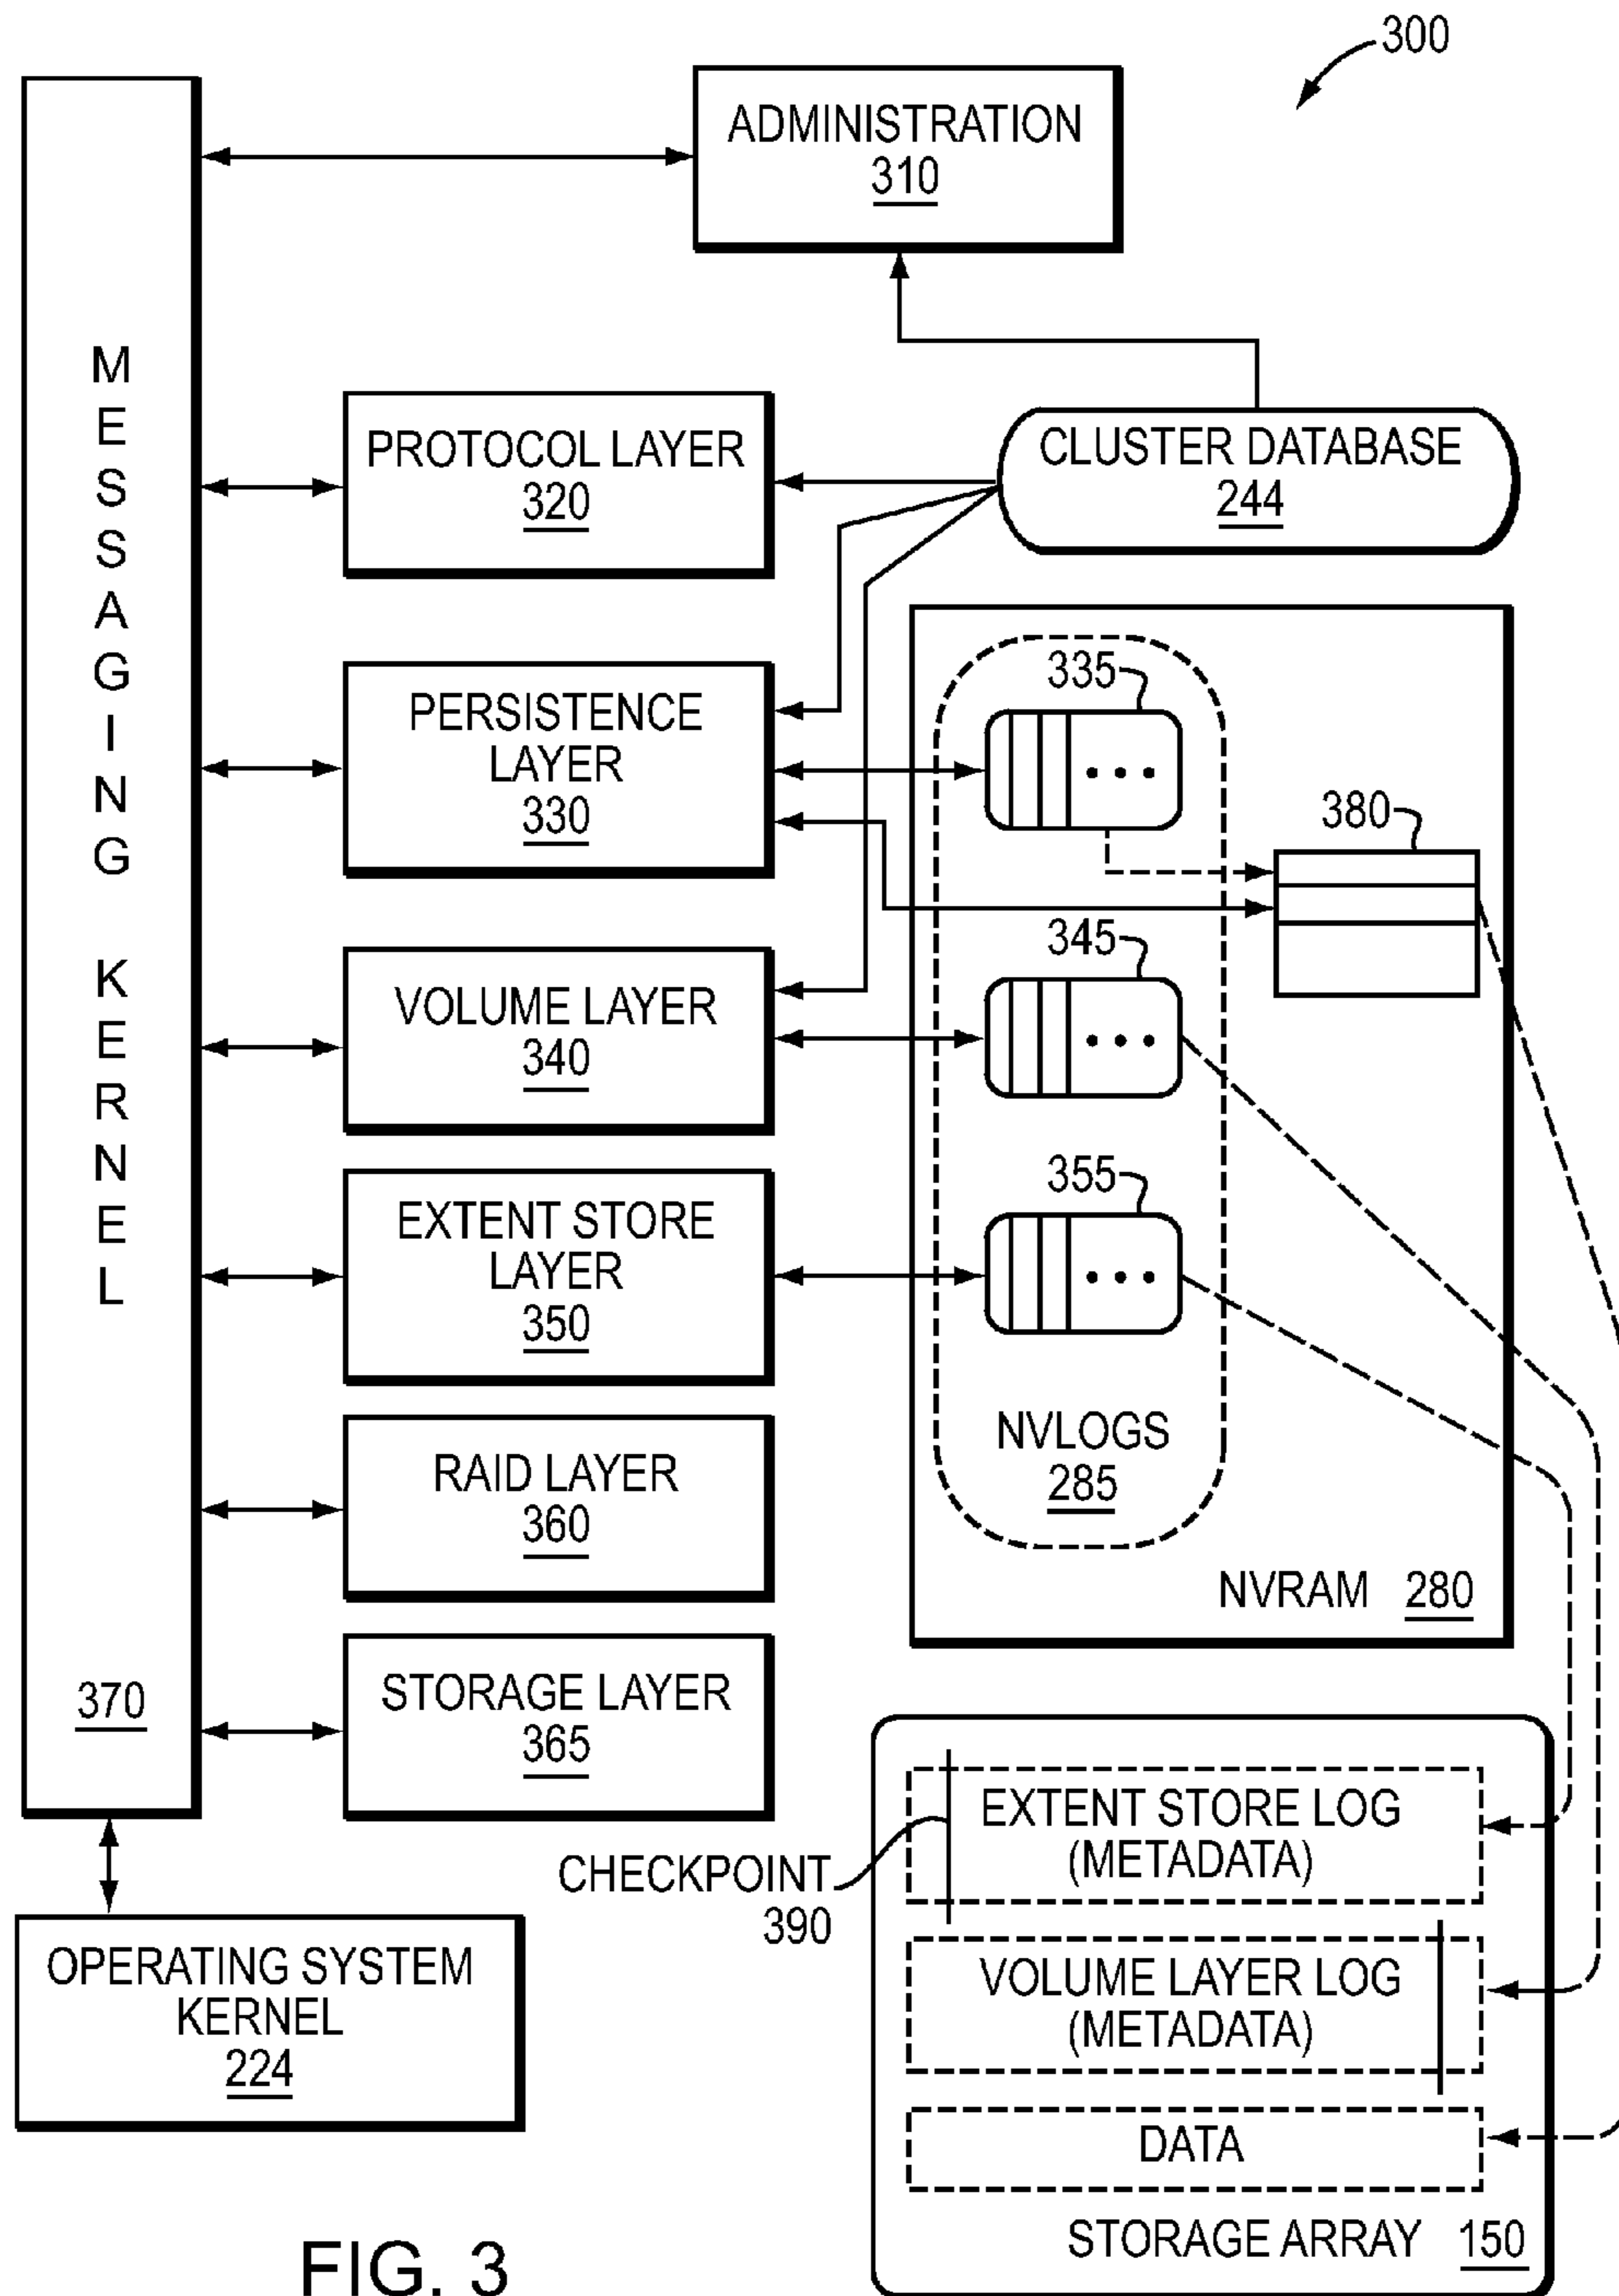 300
ADMINISTRATION
310
MESSAGING KERNEL
370
PROTOCOL LAYER
320
CLUSTER DATABASE
244
PERSISTENCE
LAYER
330
335
380
VOLUME LAYER
340
345
EXTENT STORE
LAYER
350
355
NVLOGS
285
RAID LAYER
360
NVRAM 280
STORAGE LAYER
365
EXTENT STORE LOG
(METADATA)
CHECKPOINT
390
OPERATING SYSTEM
KERNEL
224
VOLUME LAYER LOG
(METADATA)
DATA
STORAGE ARRAY 150
FIG. 3